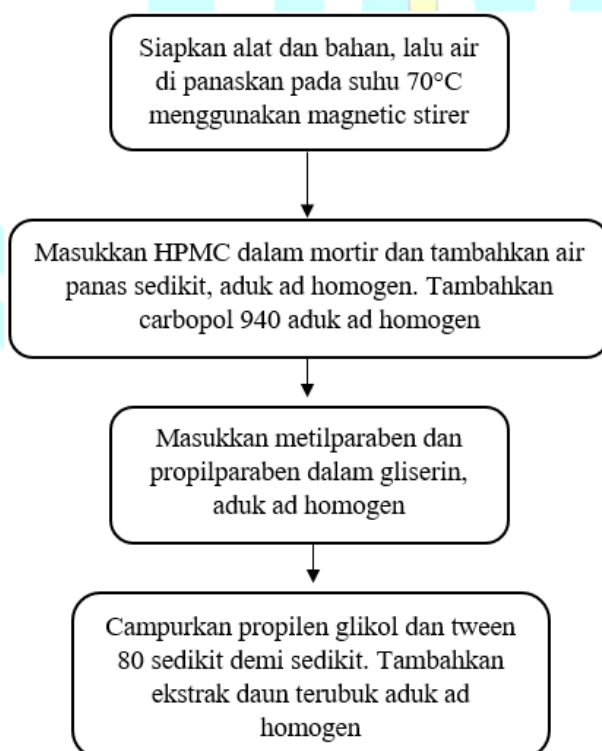 Siapkan alat dan bahan, lalu air
di panaskan pada suhu 70°C
menggunakan magnetic stirer
Masukkan HPMC dalam mortir dan tambahkan air
panas sedikit, aduk ad homogen. Tambahkan
carbopol 940 aduk ad homogen
Masukkan metilparaben dan
propilparaben dalam gliserin,
aduk ad homogen
Campurkan propilen glikol dan tween
80 sedikit demi sedikit. Tambahkan
ekstrak daun terubuk aduk ad
homogen